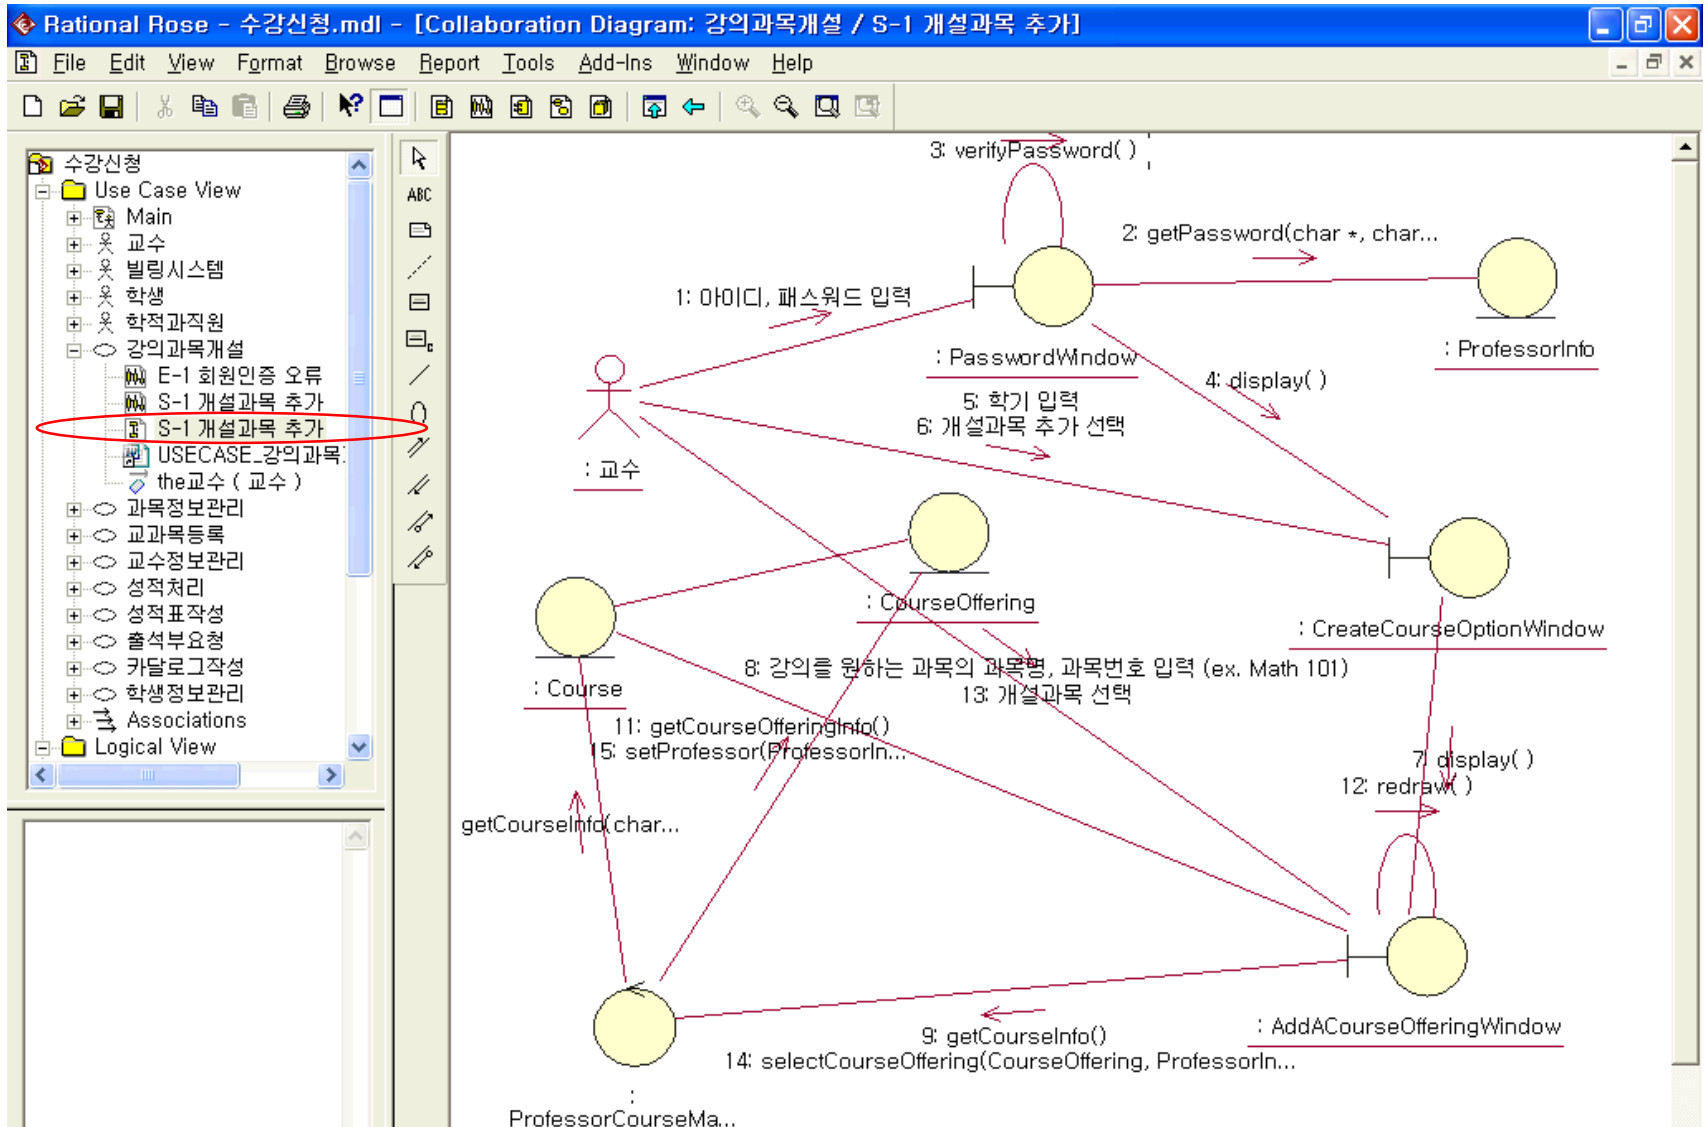 Rational Rose - 수강신청.mdl - [Collaboration Diagram: 강의과목개설 / S-1 개설과목 추가]
File Edit View Format Browse Report Tools Add-Ins Window Help
수강신청
Use Case View
Main
교수
빌링시스템
학생
학적과직원
강의과목개설
E-1 회원인증 오류
S-1 개설과목 추가
S-1 개설과목 추가
USECASE_강의과목
the교수 ( 교수 )
과목정보관리
교과목등록
교수정보관리
성적처리
성적표작성
출석부요청
카달로그작성
학생정보관리
Associations
Logical View
ABC
3: verifyPassword( )
2: getPassword(char *, char...
1: 아이디, 패스워드 입력
: PasswordWindow
: ProfessorInfo
4: display( )
5: 학기 입력
6: 개설과목 추가 선택
: 교수
: CourseOffering
: CreateCourseOptionWindow
8: 강의를 원하는 과목의 과목명, 과목번호 입력 (ex. Math 101)
13: 개설과목 선택
: Course
11: getCourseOfferingInfo()
15: setProfessor(ProfessorIn...
7: display( )
12: redraw( )
getCourseInfo(char...
9: getCourseInfo()
14: selectCourseOffering(CourseOffering, ProfessorIn...
: AddACourseOfferingWindow
:
ProfessorCourseMa...